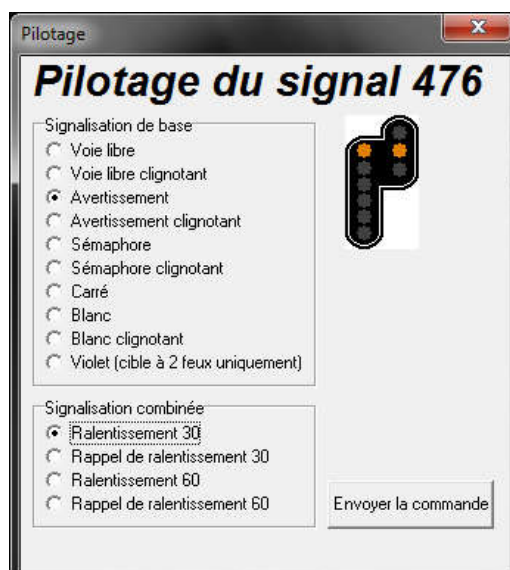 Pilotage
Pilotage du signal 476
Signalisation de base
Voie libre
Voie libre clignotant
Avertissement
Avertissement clignotant
Sémaphore
Sémaphore clignotant
Carré
Blanc
Blanc clignotant
Violet (cible à 2 feux uniquement)
Signalisation combinée
Ralentissement 30
Rappel de ralentissement 30
Ralentissement 60
Rappel de ralentissement 60
Envoyer la commande